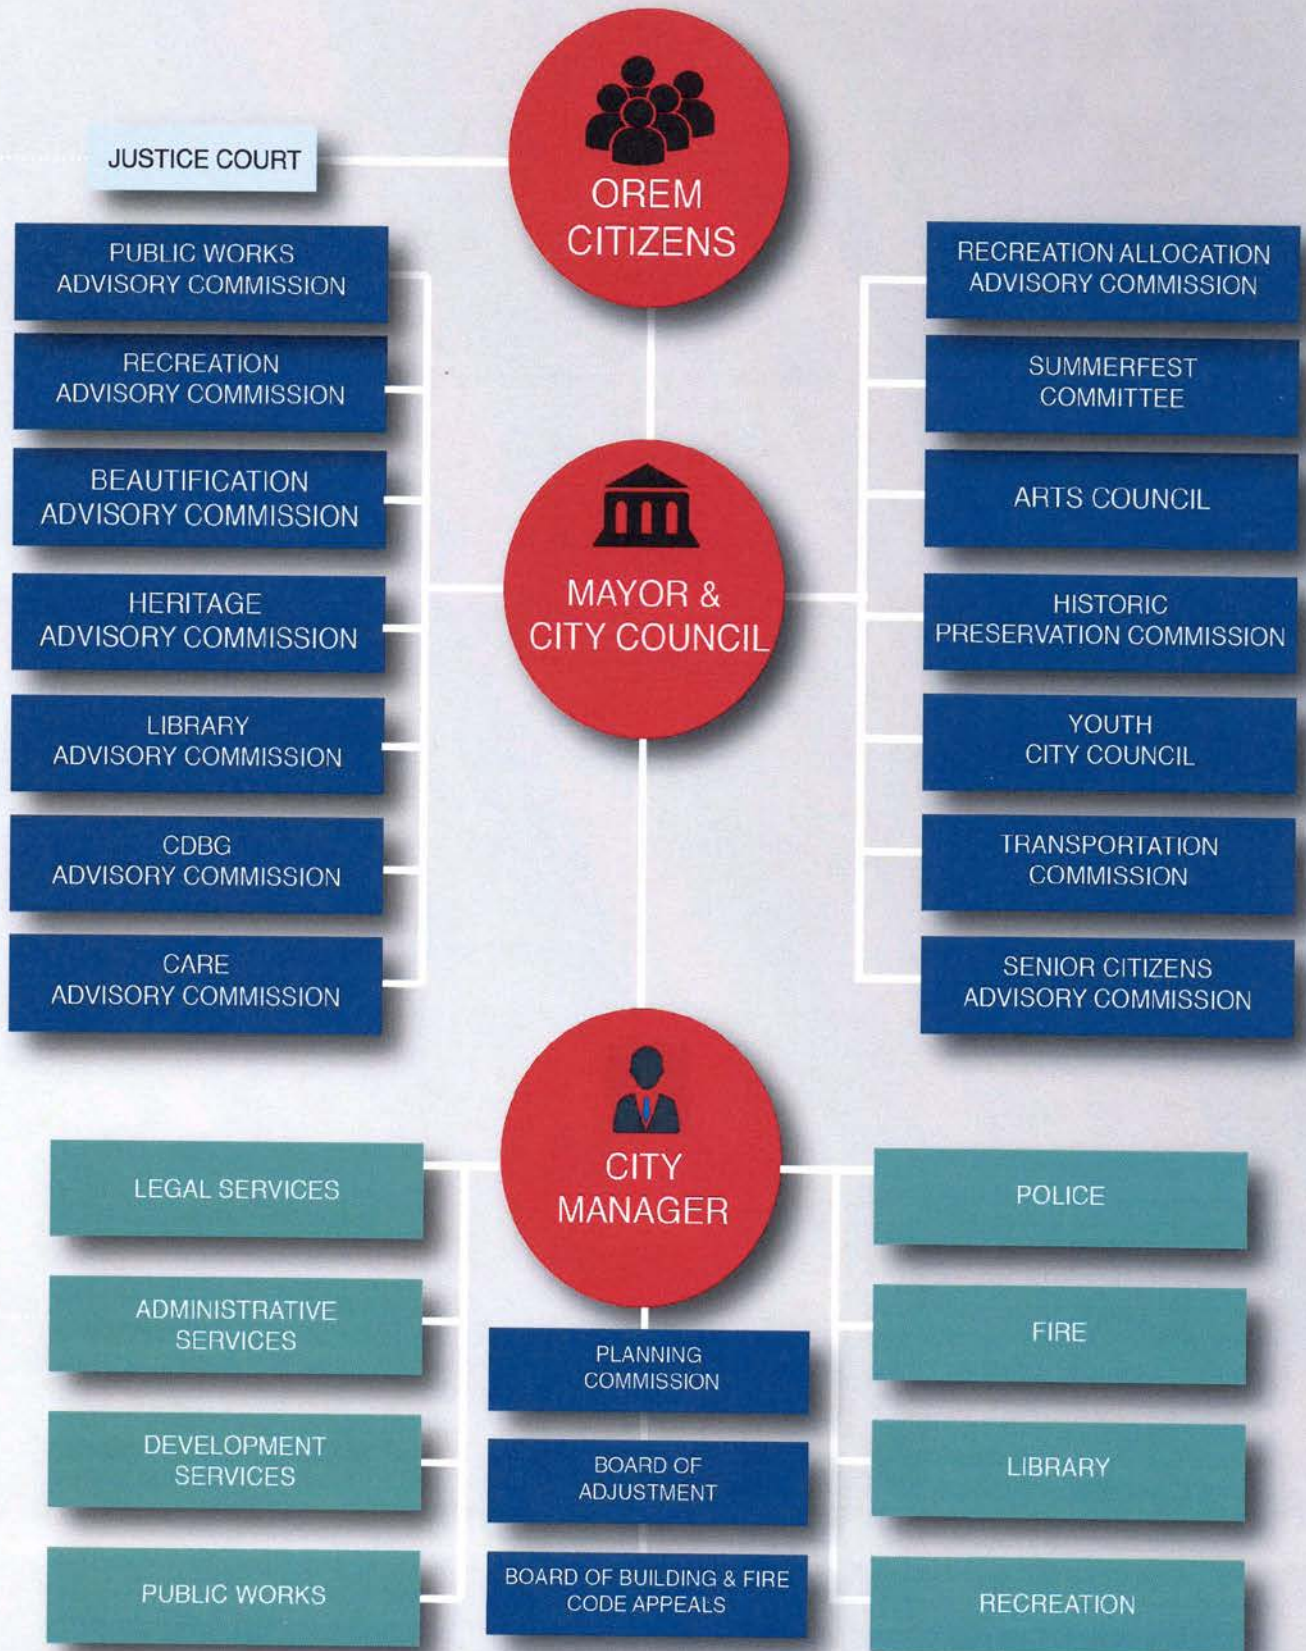 OREM
CITIZENS
JUSTICE COURT
PUBLIC WORKS
ADVISORY COMMISSION
RECREATION
ADVISORY COMMISSION
BEAUTIFICATION
ADVISORY COMMISSION
HERITAGE
ADVISORY COMMISSION
LIBRARY
ADVISORY COMMISSION
CDBG
ADVISORY COMMISSION
CARE
ADVISORY COMMISSION
MAYOR &
CITY COUNCIL
RECREATION ALLOCATION
ADVISORY COMMISSION
SUMMERFEST
COMMITTEE
ARTS COUNCIL
HISTORIC
PRESERVATION COMMISSION
YOUTH
CITY COUNCIL
TRANSPORTATION
COMMISSION
SENIOR CITIZENS
ADVISORY COMMISSION
CITY
MANAGER
LEGAL SERVICES
ADMINISTRATIVE
SERVICES
DEVELOPMENT
SERVICES
PUBLIC WORKS
PLANNING
COMMISSION
BOARD OF
ADJUSTMENT
BOARD OF BUILDING & FIRE
CODE APPEALS
POLICE
FIRE
LIBRARY
RECREATION